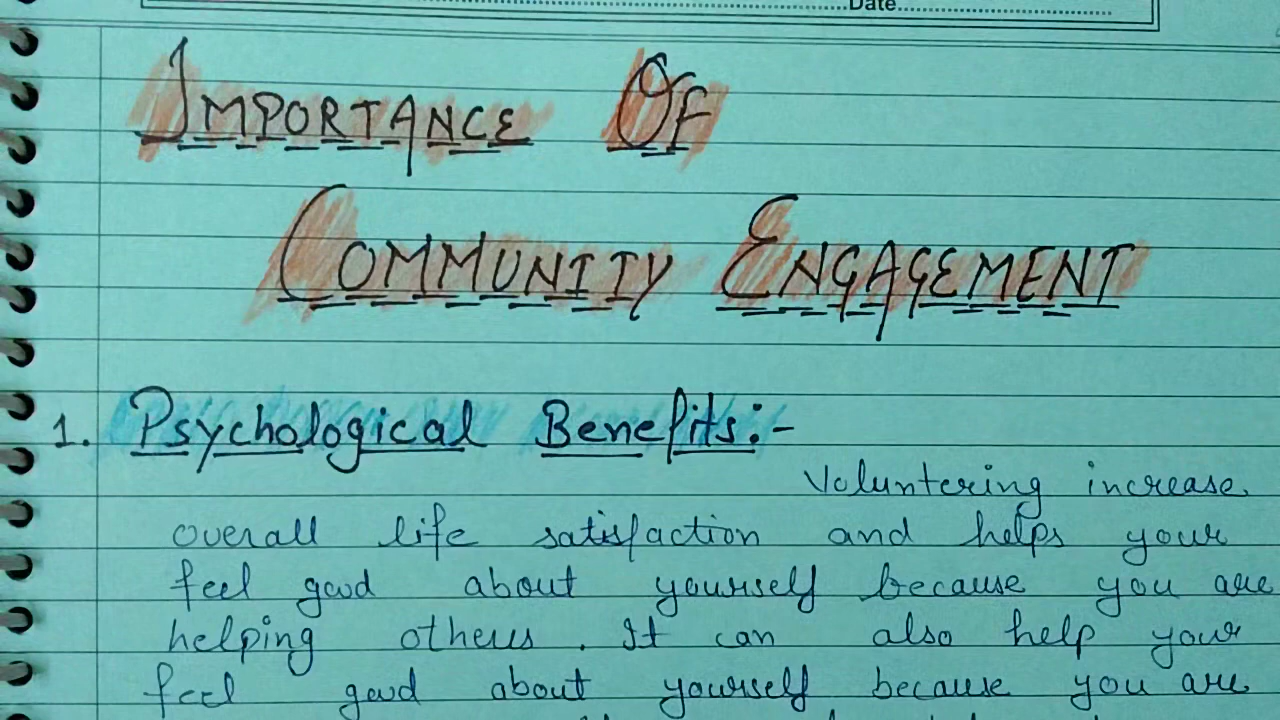 Date
IMPORTANCE OF
COMMUNITY ENGAGEMENT
1. Psychological Benefits:-
Voluntering increase
overall life satisfaction and helps your
feel good about yourself because you are
helping others. It can also help your
feel good about yourself because you are